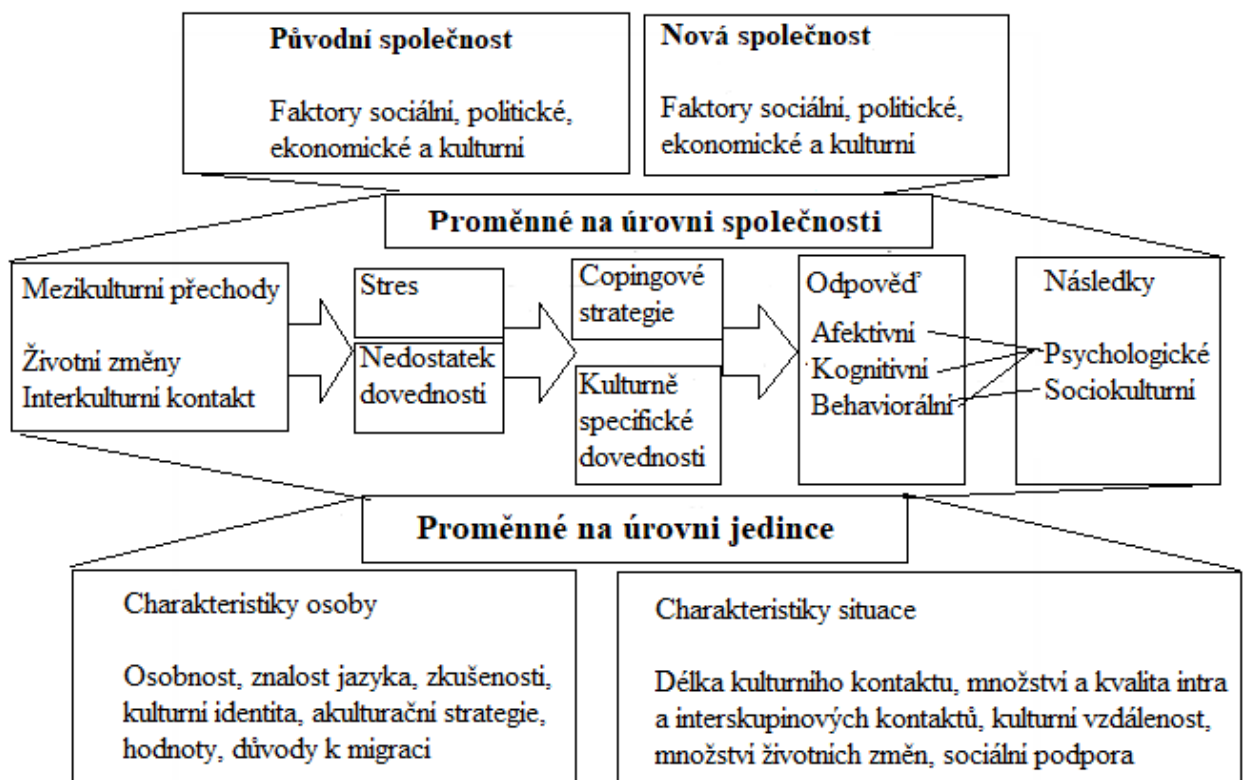 Původní společnost
Faktory sociální, politické,
ekonomické a kulturní
Nová společnost
Faktory sociální, politické,
ekonomické a kulturní
Proměnné na úrovni společnosti
Mezikulturní přechody
Životní změny
Interkulturní kontakt
Stres
Nedostatek
dovedností
Copingové
strategie
Kulturně
specifické
dovednosti
Odpověď
Afektivní
Kognitivní
Behaviorální
Následky
Psychologické
Sociokulturní
Proměnné na úrovni jedince
Charakteristiky osoby
Osobnost, znalost jazyka, zkušenosti,
kulturní identita, akulturační strategie,
hodnoty, důvody k migraci
Charakteristiky situace
Délka kulturního kontaktu, množství a kvalita intra
a interskupinových kontaktů, kulturní vzdálenost,
množství životních změn, sociální podpora